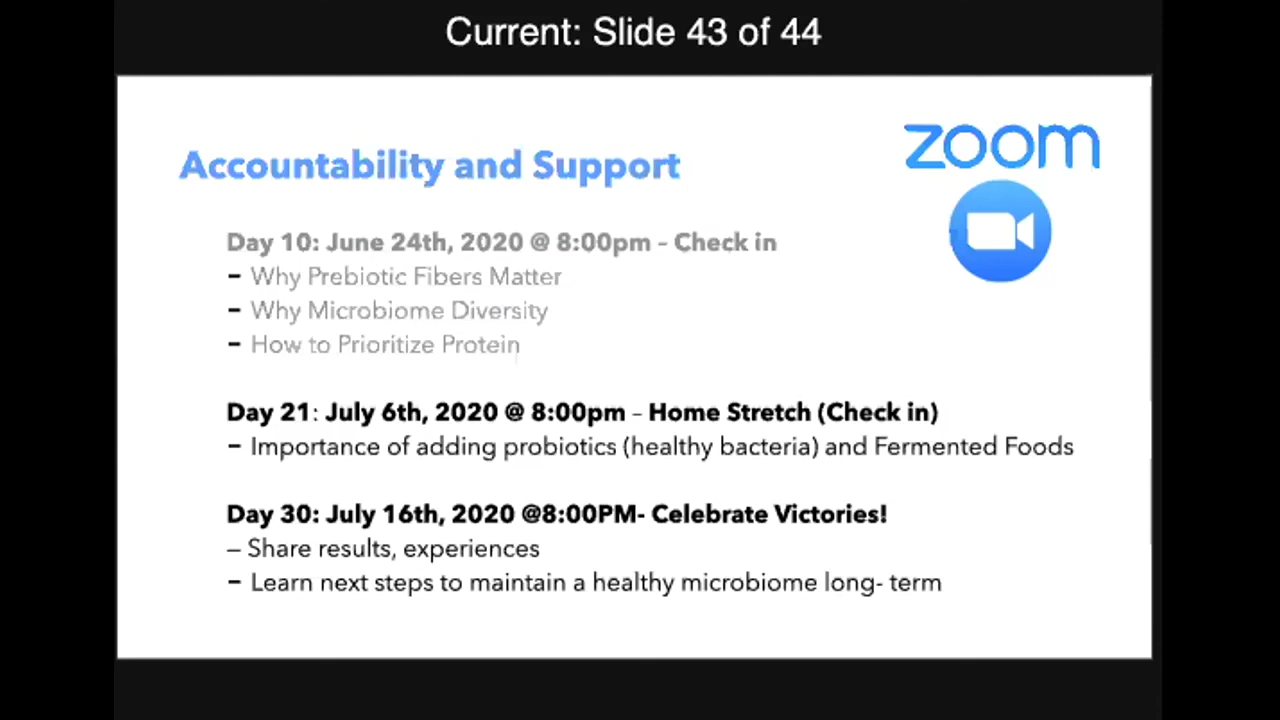 Current: Slide 43 of 44
zoom
Accountability and Support
Day 10: June 24th, 2020 @ 8:00pm – Check in
– Why Prebiotic Fibers Matter
– Why Microbiome Diversity
– How to Prioritize Protein
Day 21: July 6th, 2020 @ 8:00pm – Home Stretch (Check in)
– Importance of adding probiotics (healthy bacteria) and Fermented Foods
Day 30: July 16th, 2020 @8:00PM- Celebrate Victories!
– Share results, experiences
– Learn next steps to maintain a healthy microbiome long- term